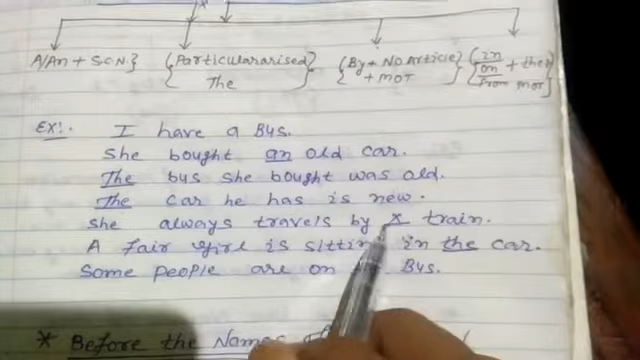 A/An + S.C.N.} {Particulararised The} {By + No Article + MOT} {In/on/from + the MOT}
Ex:. I have a Bus.
She bought an old car.
The bus she bought was old.
The car he has is new.
She always travels by × train.
A fair girl is sitting in the car.
Some people are on Bus.
* Before the Names